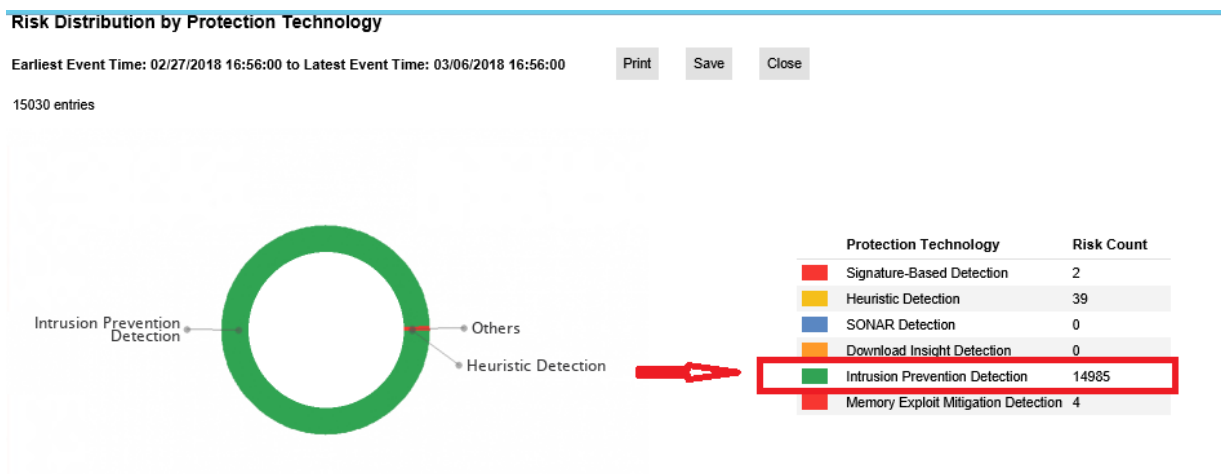 Risk Distribution by Protection Technology
Earliest Event Time: 02/27/2018 16:56:00 to Latest Event Time: 03/06/2018 16:56:00 Print Save Close
15030 entries
Protection Technology Risk Count
Signature-Based Detection 2
Heuristic Detection 39
SONAR Detection 0
Download Insight Detection 0
Intrusion Prevention Detection 14985
Memory Exploit Mitigation Detection 4
Intrusion Prevention
Detection
Others
Heuristic Detection